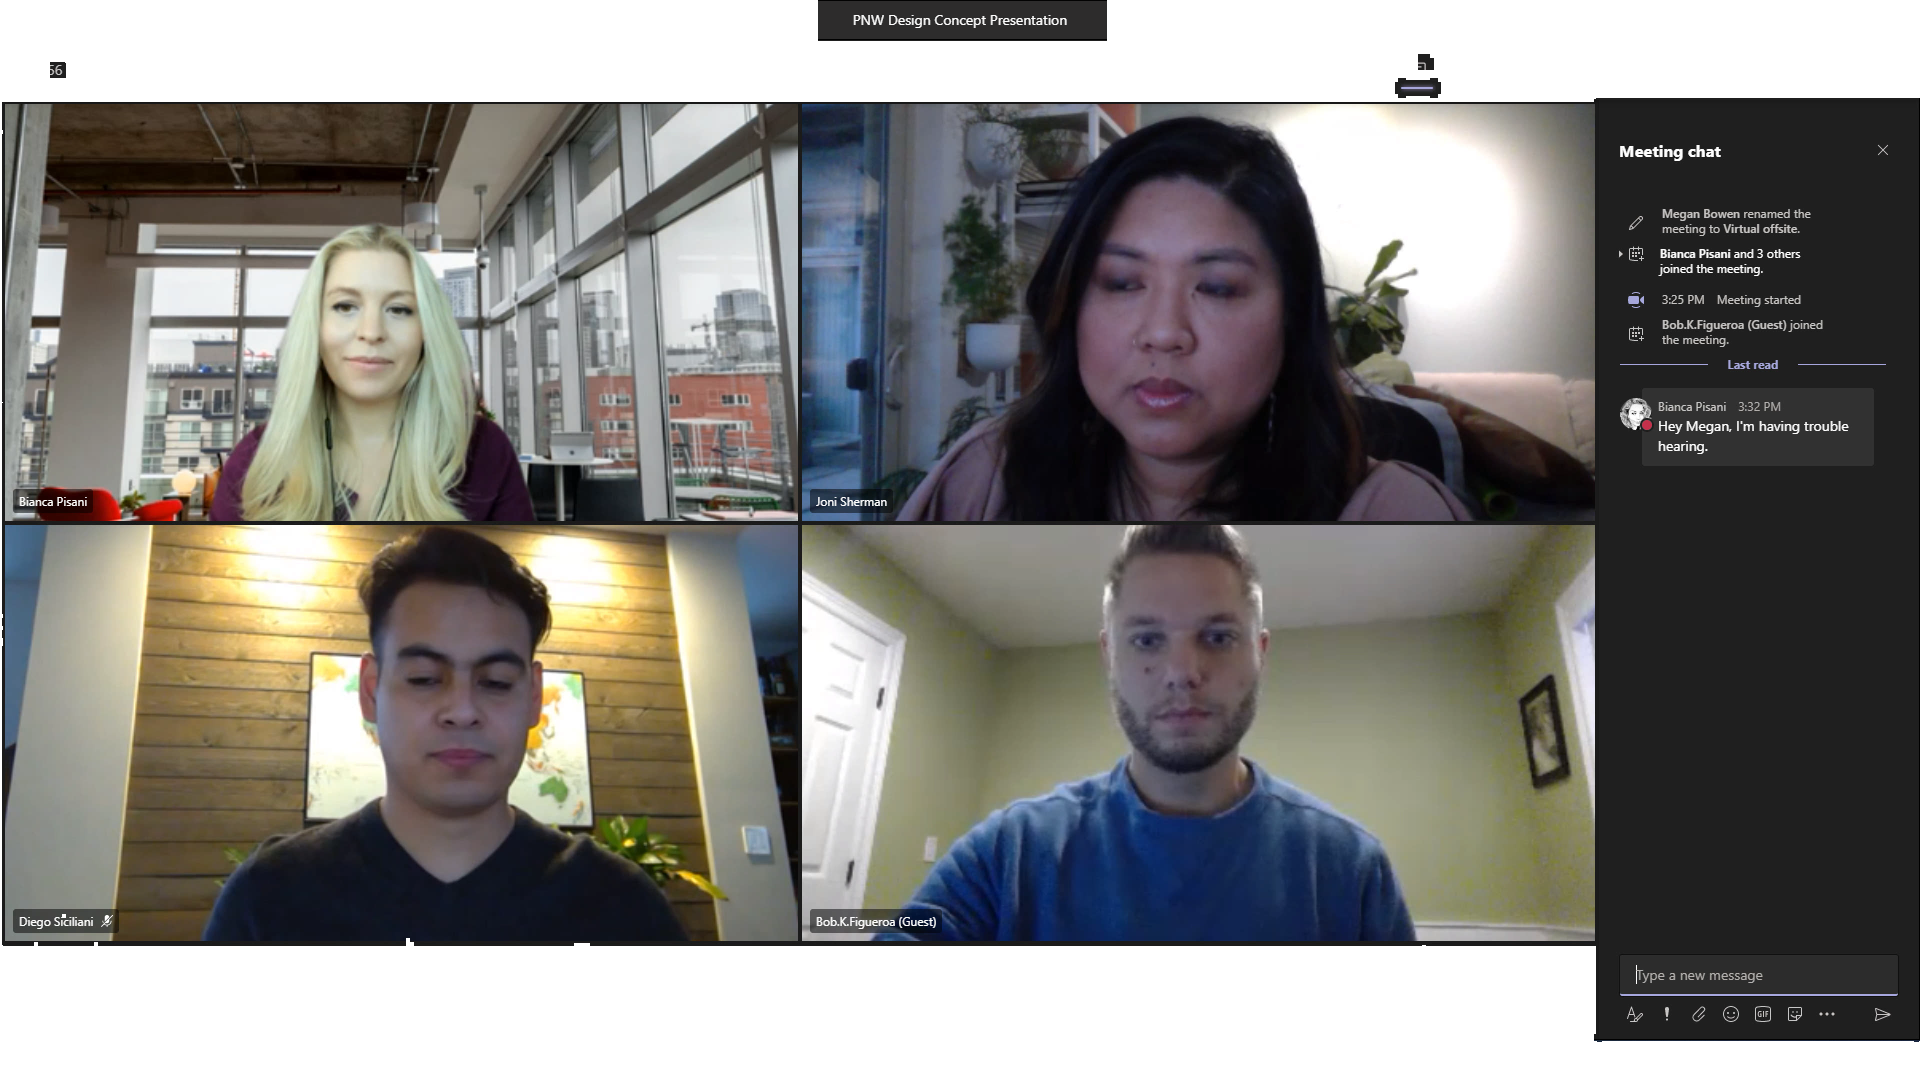 PNW Design Concept Presentation
56
Meeting chat
Megan Bowen renamed the
meeting to Virtual offsite.
Bianca Pisani and 3 others
joined the meeting.
3:25 PM Meeting started
Bob.K.Figueroa (Guest) joined
the meeting.
Last read
Bianca Pisani 3:32 PM
Hey Megan, I'm having trouble
hearing.
Bianca Pisani
Joni Sherman
Diego Siciliani
Bob.K.Figueroa (Guest)
Type a new message
GIF